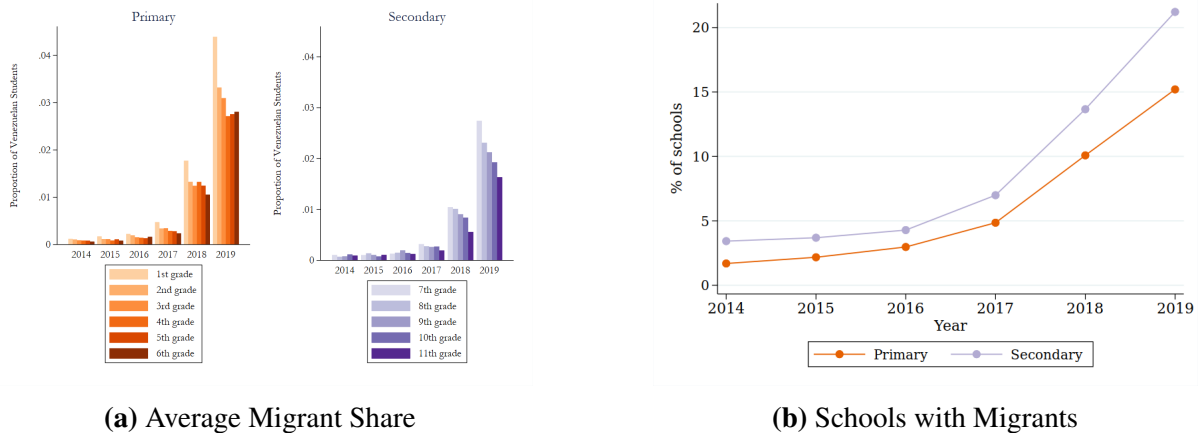 Primary
Proportion of Venezuelan Students
.04
.03
.02
.01
0
2014 2015 2016 2017 2018 2019
1st grade
2nd grade
3rd grade
4th grade
5th grade
6th grade
Secondary
Proportion of Venezuelan Students
.04
.03
.02
.01
0
2014 2015 2016 2017 2018 2019
7th grade
8th grade
9th grade
10th grade
11th grade
(a) Average Migrant Share
% of schools
20
15
10
5
0
2014 2015 2016 2017 2018 2019
Year
Primary Secondary
(b) Schools with Migrants